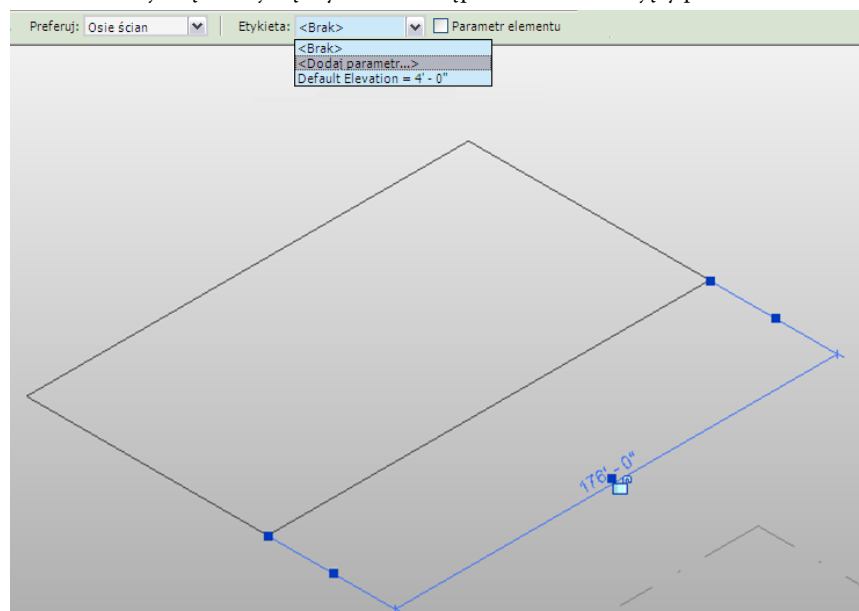 Preferuj: Osie ścian Etykieta: <Brak> Parametr elementu
<Brak>
<Dodaj parametr...>
Default Elevation = 4' - 0"
176' - 0"